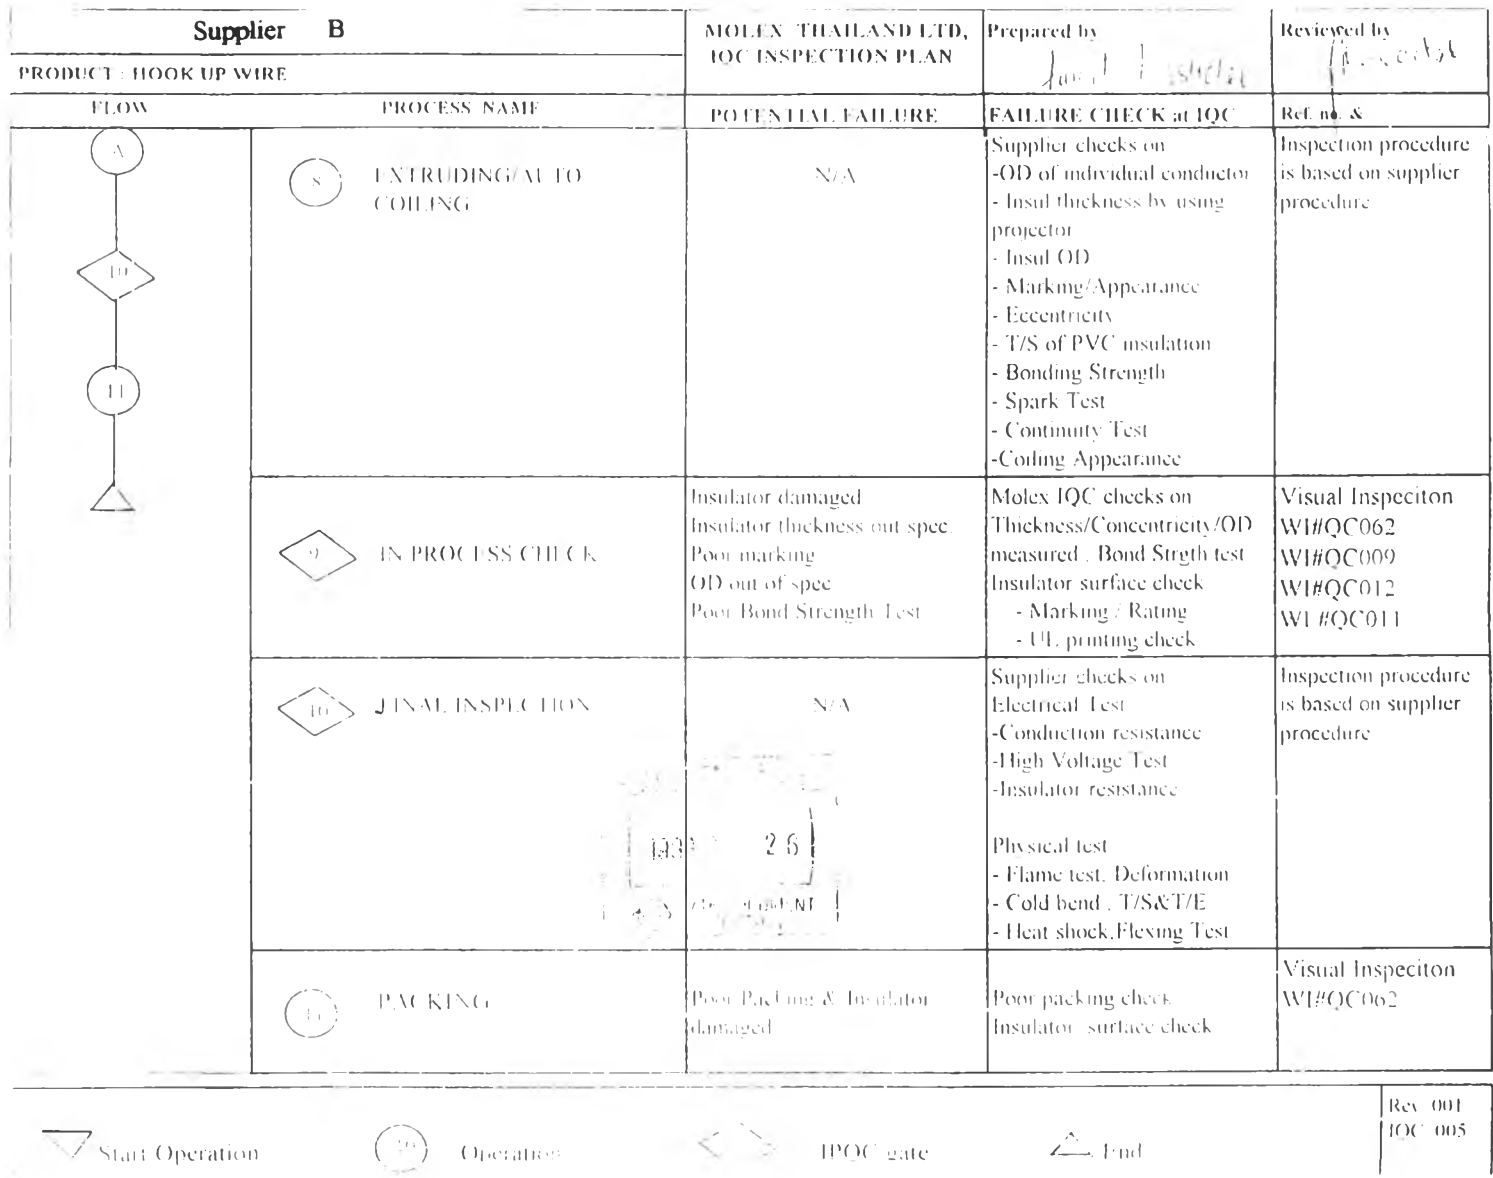 Supplier B
PRODUCT : HOOK UP WIRE
MOLEX THAILAND LTD,
IQC INSPECTION PLAN
Prepared by
Reviewed by
FLOW
PROCESS NAME
POTENTIAL FAILURE
FAILURE CHECK at IQC
Ref. no. &
A
10
11
8
EXTRUDING/AUTO
COILING
N/A
Supplier checks on
-OD of individual conductor
- Insul thickness by using
projector
- Insul OD
- Marking/Appearance
- Eccentricity
- T/S of PVC insulation
- Bonding Strength
- Spark Test
- Continuity Test
-Coiling Appearance
Inspection procedure
is based on supplier
procedure
9
IN PROCESS CHECK
Insulator damaged
Insulator thickness out spec
Poor marking
OD out of spec
Poor Bond Strength Test
Molex IQC checks on
Thickness/Concentricity/OD
measured , Bond Strgth test
Insulator surface check
- Marking / Rating
- UL printing check
Visual Inspeciton
WI#QC062
WI#QC009
WI#QC012
WI #QC011
10
FINAL INSPECTION
N/A
Supplier checks on
Electrical Test
-Conduction resistance
-High Voltage Test
-Insulator resistance
Physical test
- Flame test, Deformation
- Cold bend , T/S&T/E
- Heat shock,Flexing Test
Inspection procedure
is based on supplier
procedure
26
PACKING
Poor Packing & Insulator
damaged
Poor packing check
Insulator surface check
Visual Inspeciton
WI#QC062
Start Operation
Operation
IPQC gate
End
Rev 001
IQC 005